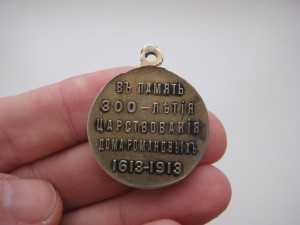 ВЪ ПАМЯТЬ
300-ЛѢТІЯ
ЦАРСТВОВАНІЯ
ДОМА РОМАНОВЫХЪ
1613-1913